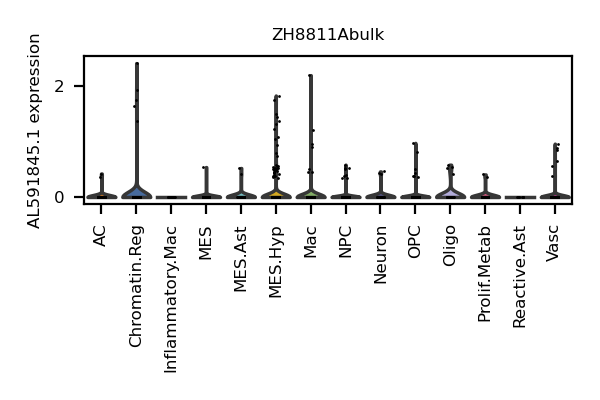 ZH8811Abulk
AL591845.1 expression
2
0
AC
Chromatin.Reg
Inflammatory.Mac
MES
MES.Ast
MES.Hyp
Mac
NPC
Neuron
OPC
Oligo
Prolif.Metab
Reactive.Ast
Vasc